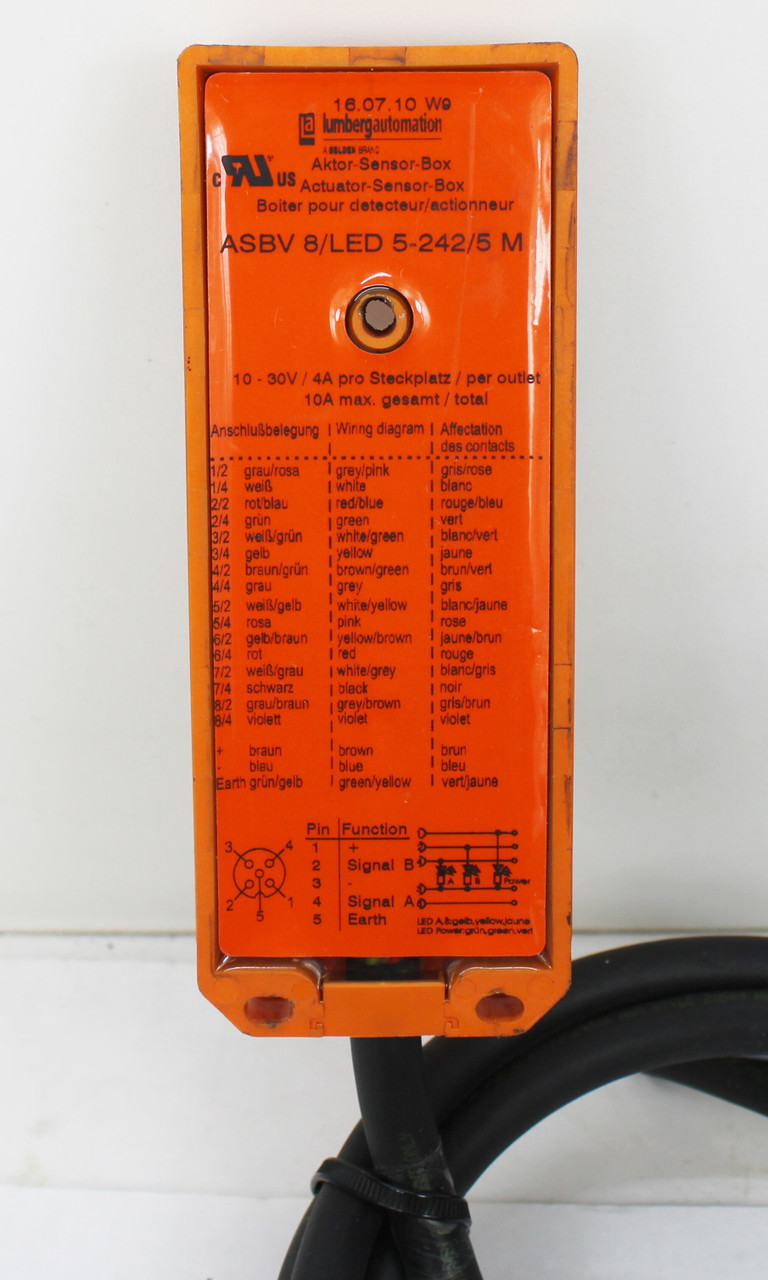 16.07.10 W9
lumbergautomation
A BELDEN BRAND
c RU US
Aktor-Sensor-Box
Actuator-Sensor-Box
Boîtier pour detecteur/actionneur
ASBV 8/LED 5-242/5 M
10 - 30V / 4A pro Steckplatz / per outlet
10A max. gesamt / total
Anschlußbelegung | Wiring diagram | Affectation
des contacts
1/2 grau/rosa | grey/pink | gris/rose
1/4 weiß | white | blanc
2/2 rot/blau | red/blue | rouge/bleu
2/4 grün | green | vert
3/2 weiß/grün | white/green | blanc/vert
3/4 gelb | yellow | jaune
4/2 braun/grün | brown/green | brun/vert
4/4 grau | grey | gris
5/2 weiß/gelb | white/yellow | blanc/jaune
5/4 rosa | pink | rose
6/2 gelb/braun | yellow/brown | jaune/brun
6/4 rot | red | rouge
7/2 weiß/grau | white/grey | blanc/gris
7/4 schwarz | black | noir
8/2 grau/braun | grey/brown | gris/brun
8/4 violett | violet | violet
+ braun | brown | brun
- blau | blue | bleu
Earth grün/gelb | green/yellow | vert/jaune
3 4
2 1
5
Pin Function
1 +
2 Signal B
3 -
4 Signal A
5 Earth
A B Power
LED A,B:gelb,yellow,jaune
LED Power:grün,green,vert